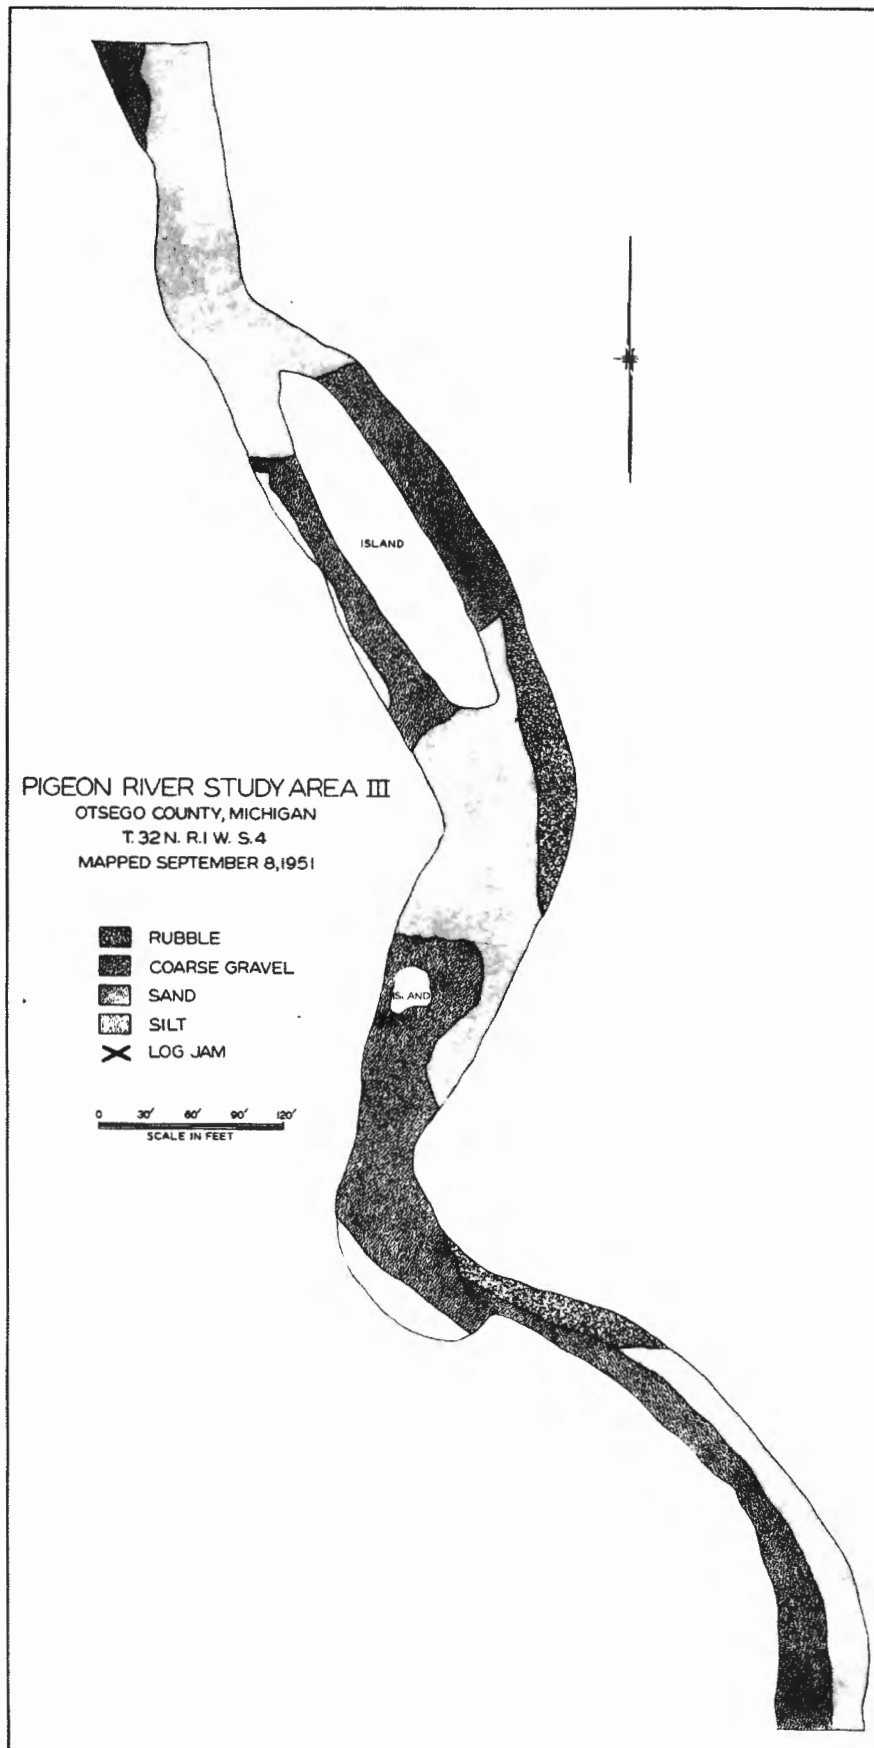 ISLAND
PIGEON RIVER STUDY AREA III
OTSEGO COUNTY, MICHIGAN
T. 32 N. R. 1 W. S. 4
MAPPED SEPTEMBER 8, 1951
RUBBLE
COARSE GRAVEL
SAND
SILT
LOG JAM
ISLAND
0 30' 60' 90' 120'
SCALE IN FEET